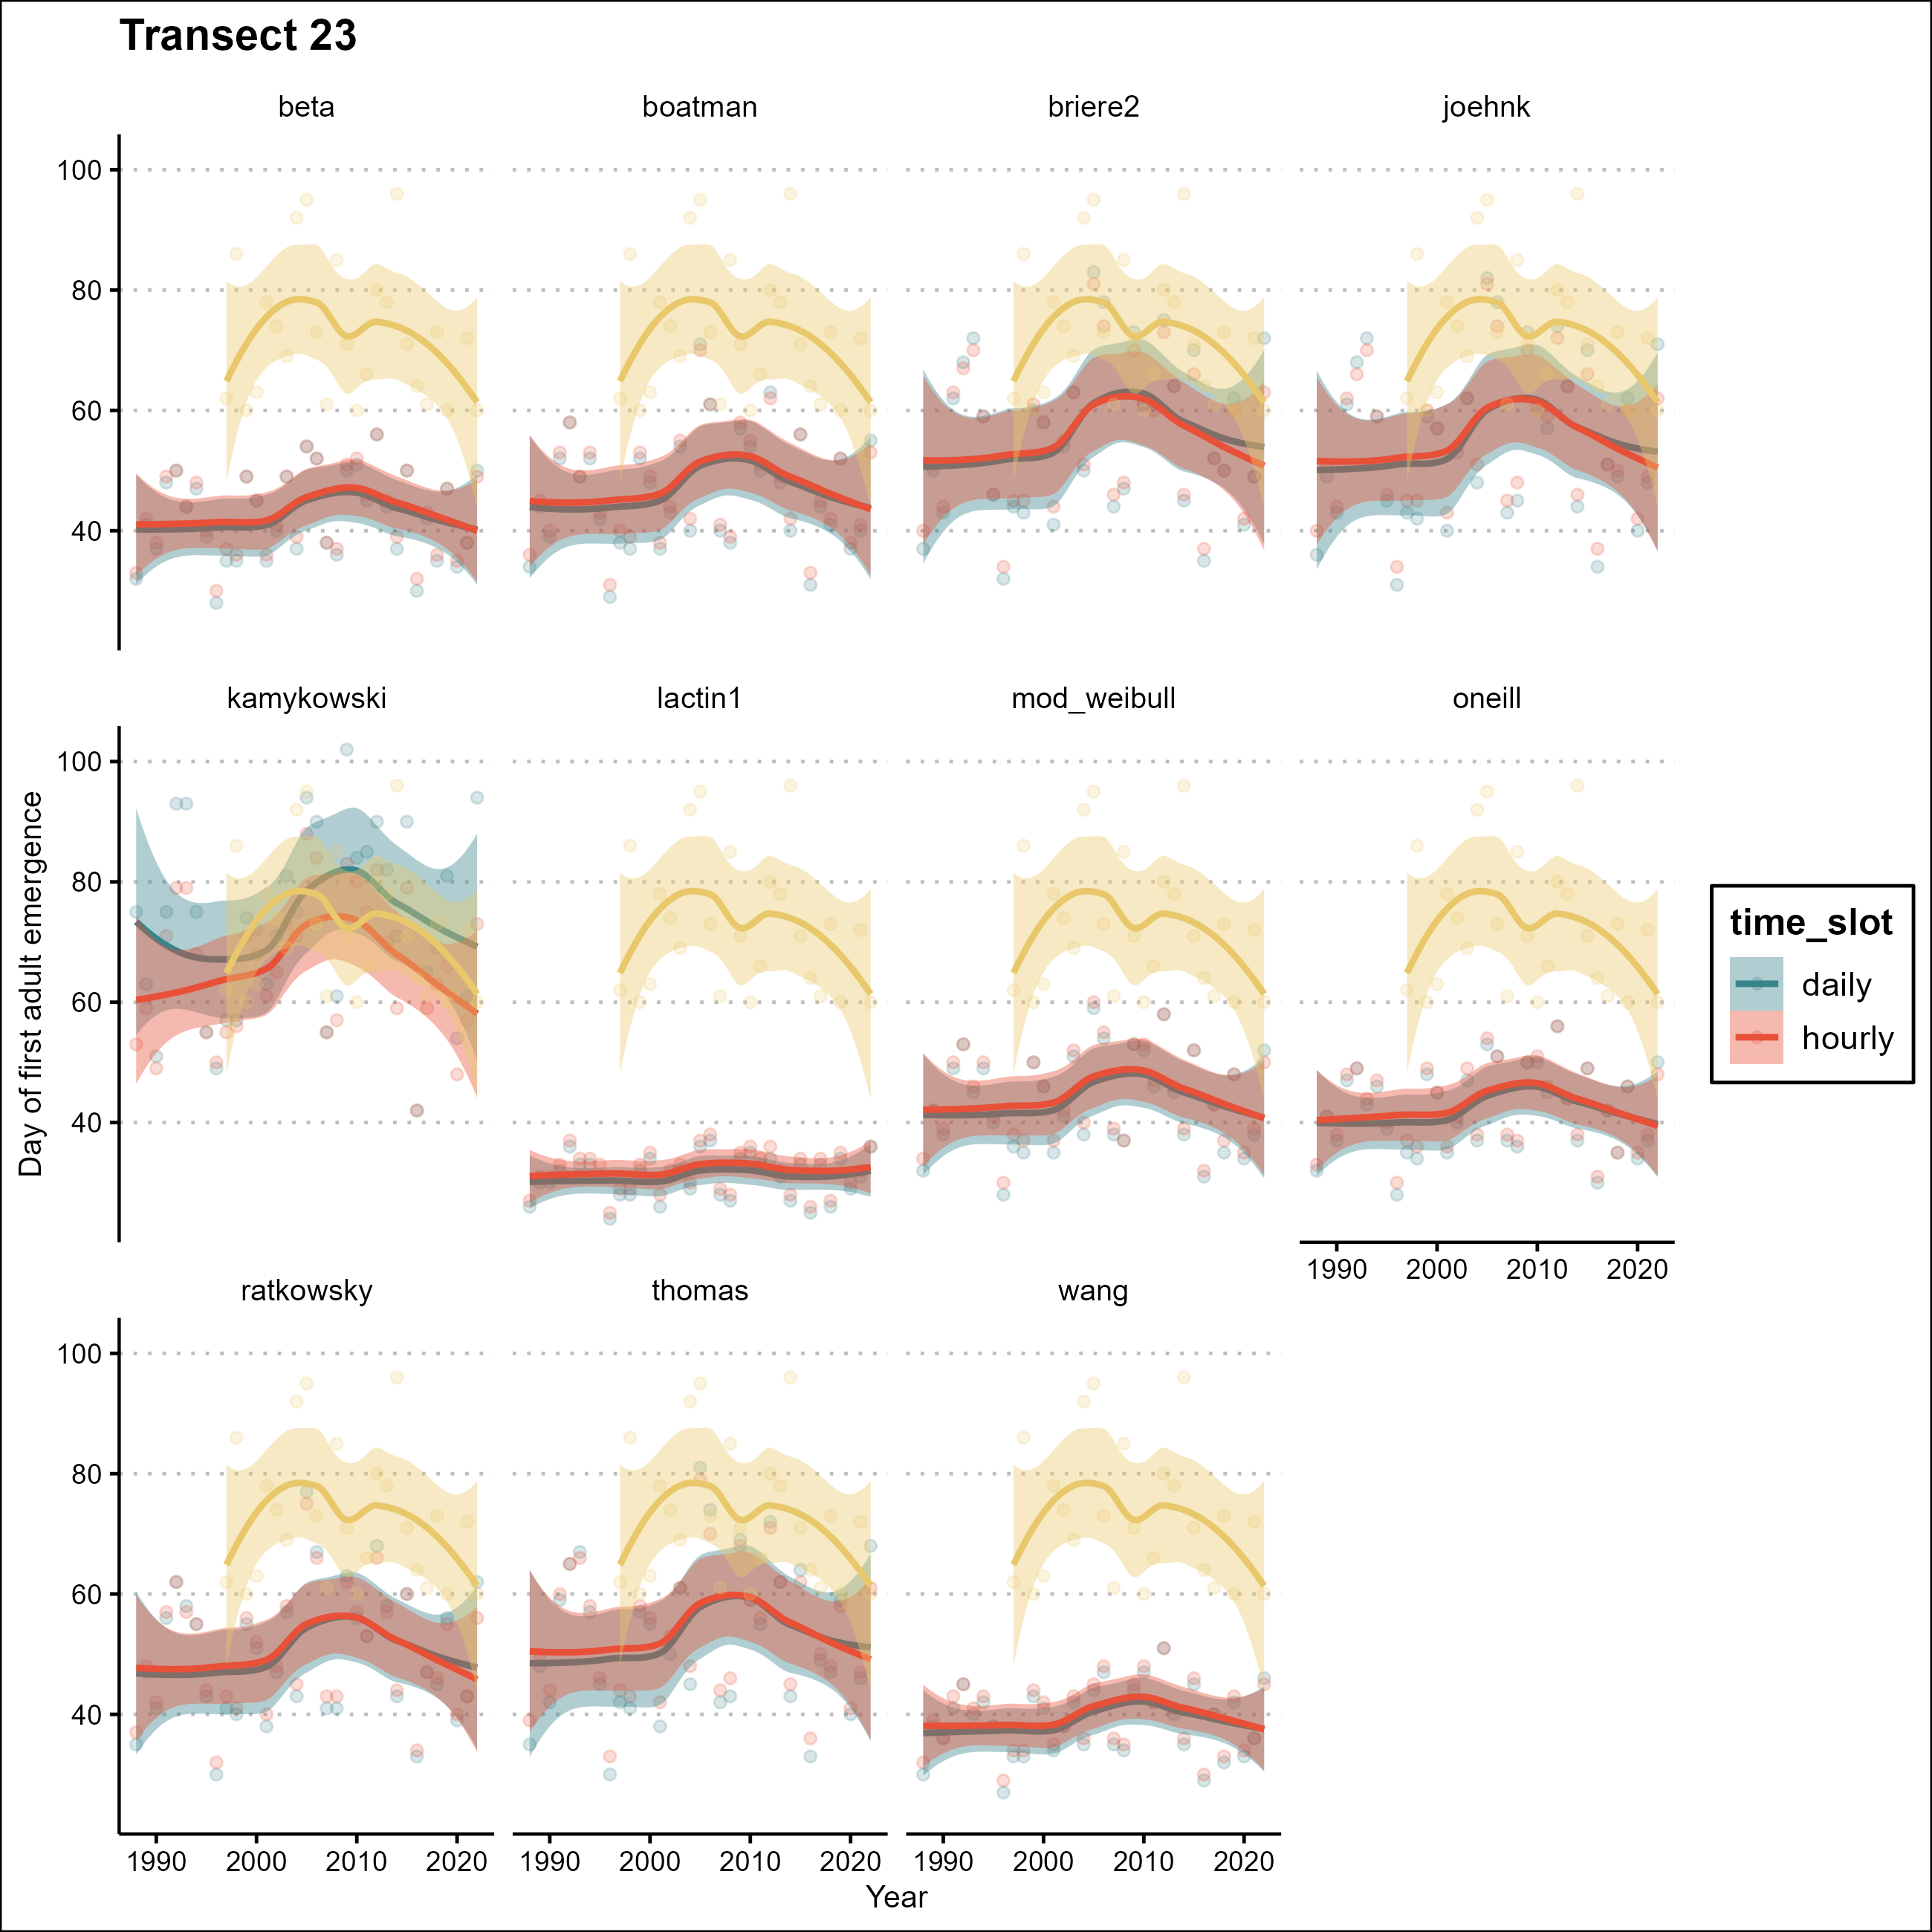 Transect 23
beta boatman briere2 joehnk
100
80
60
40
kamykowski lactin1 mod_weibull oneill
100
80
60
40
1990 2000 2010 2020
ratkowsky thomas wang
100
80
60
40
1990 2000 2010 2020 1990 2000 2010 2020 1990 2000 2010 2020
Year
Day of first adult emergence
time_slot
daily
hourly